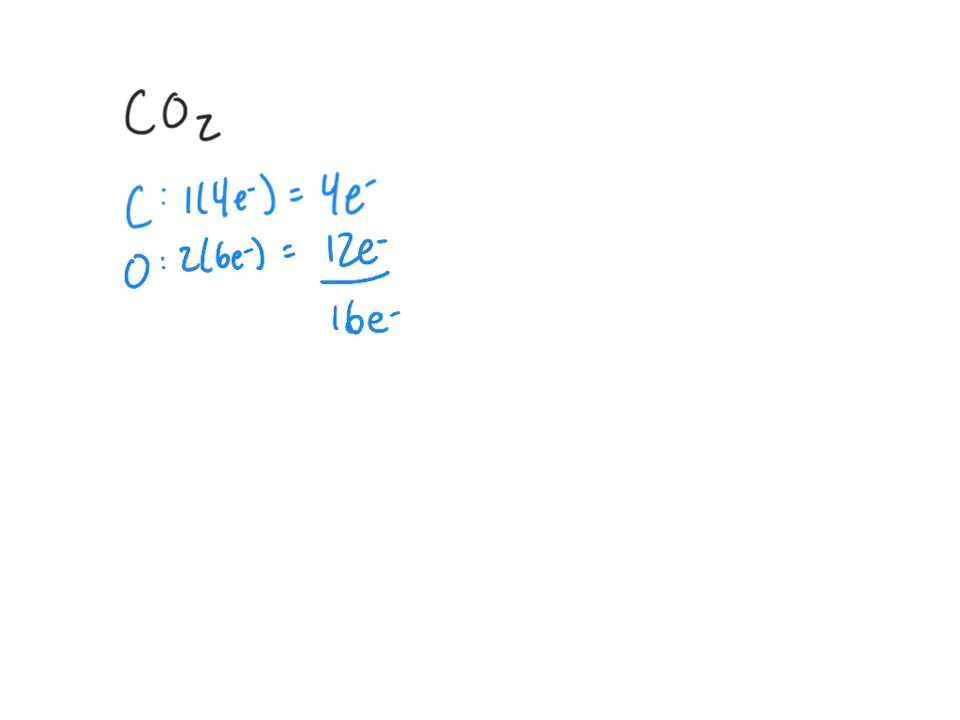 CO₂
C : 1(4e⁻) = 4e⁻
O : 2(6e⁻) = 12e⁻
16e⁻